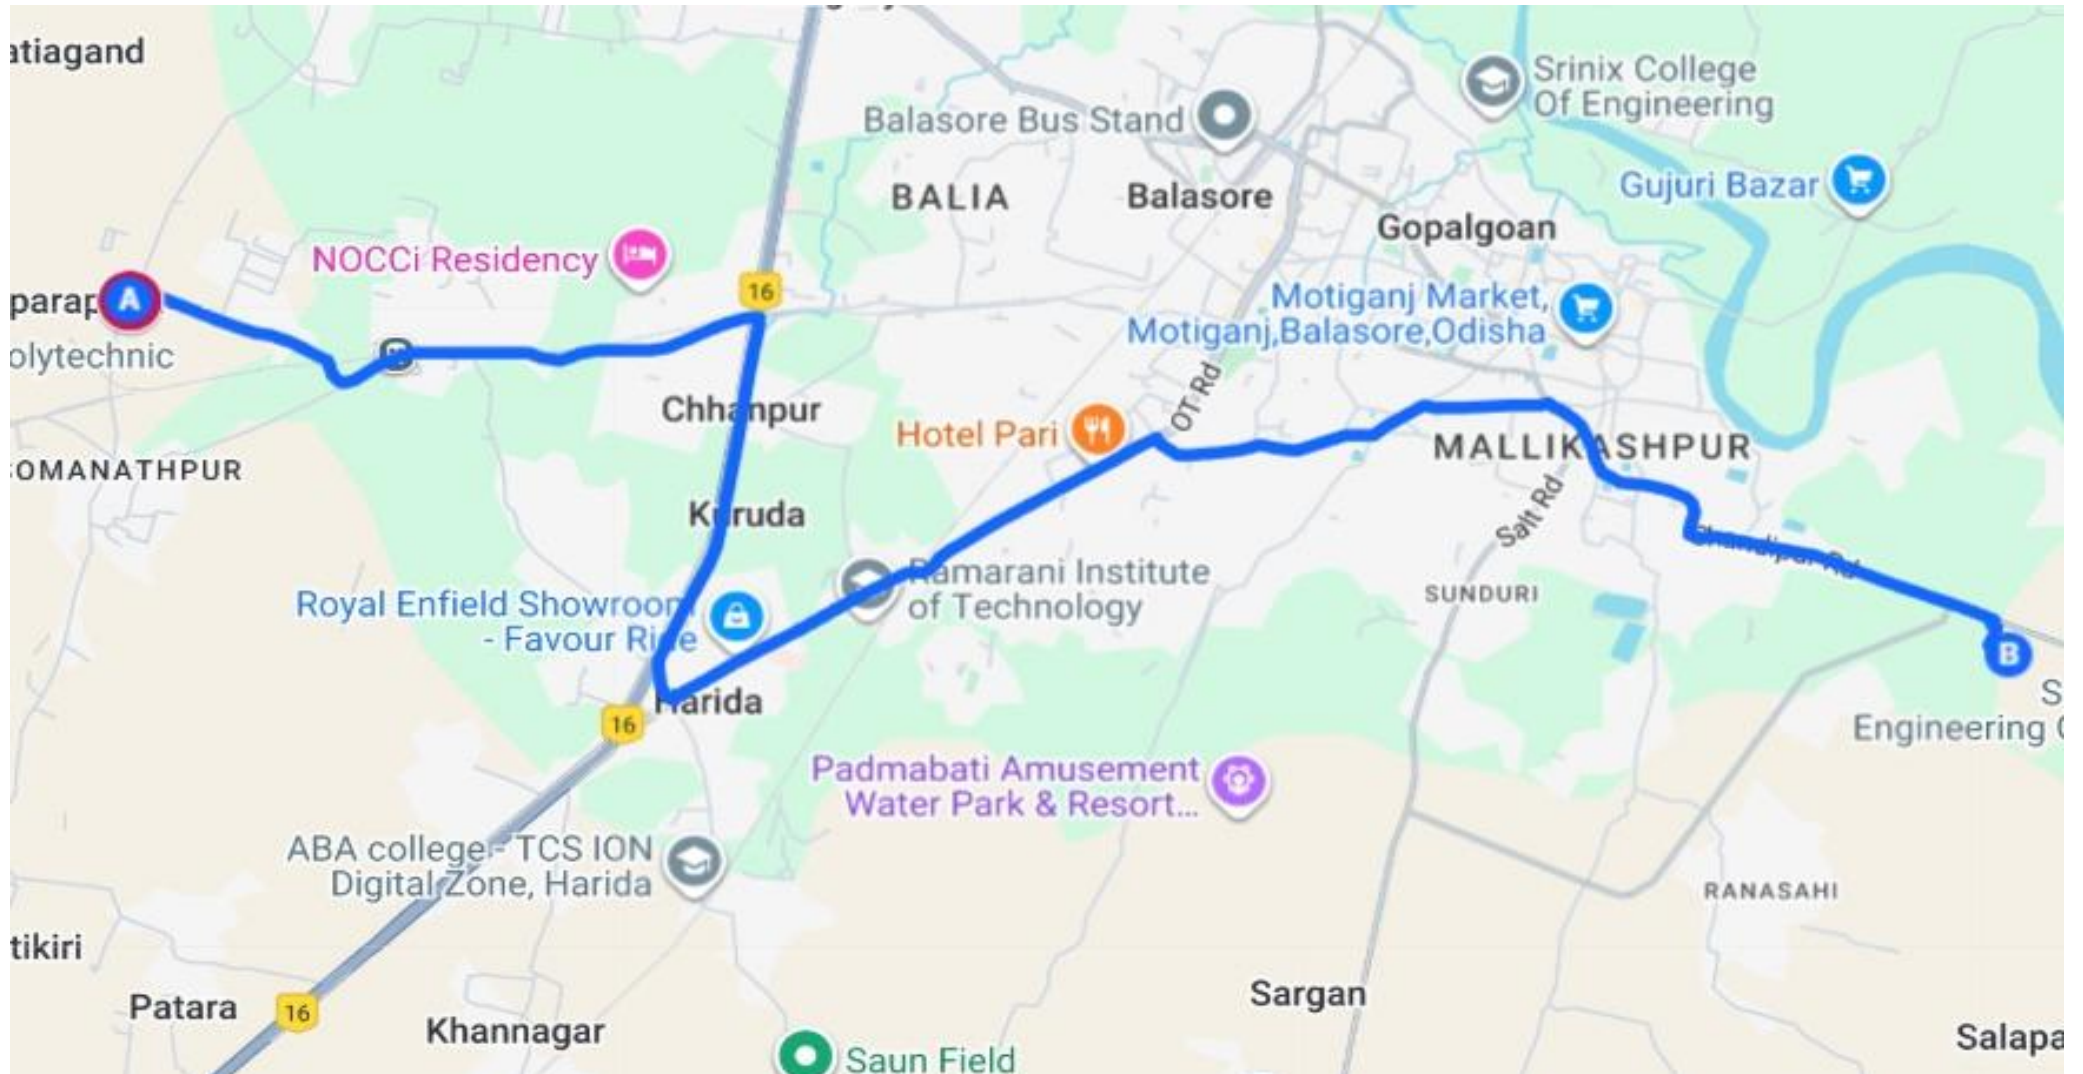 atiagand
Srinix College
Of Engineering
Balasore Bus Stand
Gujuri Bazar
BALIA
Balasore
Gopalgoan
NOCCi Residency
16
Motiganj Market,
Motiganj,Balasore,Odisha
A
parap
olytechnic
OT Rd
Chhanpur
Hotel Pari
MALLIKASHPUR
OMANATHPUR
Salt Rd
Kuruda
Chandipur Rd
Ramarani Institute
of Technology
SUNDURI
Royal Enfield Showroom
- Favour Ride
B
Harida
16
S
Engineering C
Padmabati Amusement
Water Park & Resort...
ABA college - TCS ION
Digital Zone, Harida
RANASAHI
tikiri
Patara
16
Khannagar
Sargan
Salapa
Saun Field